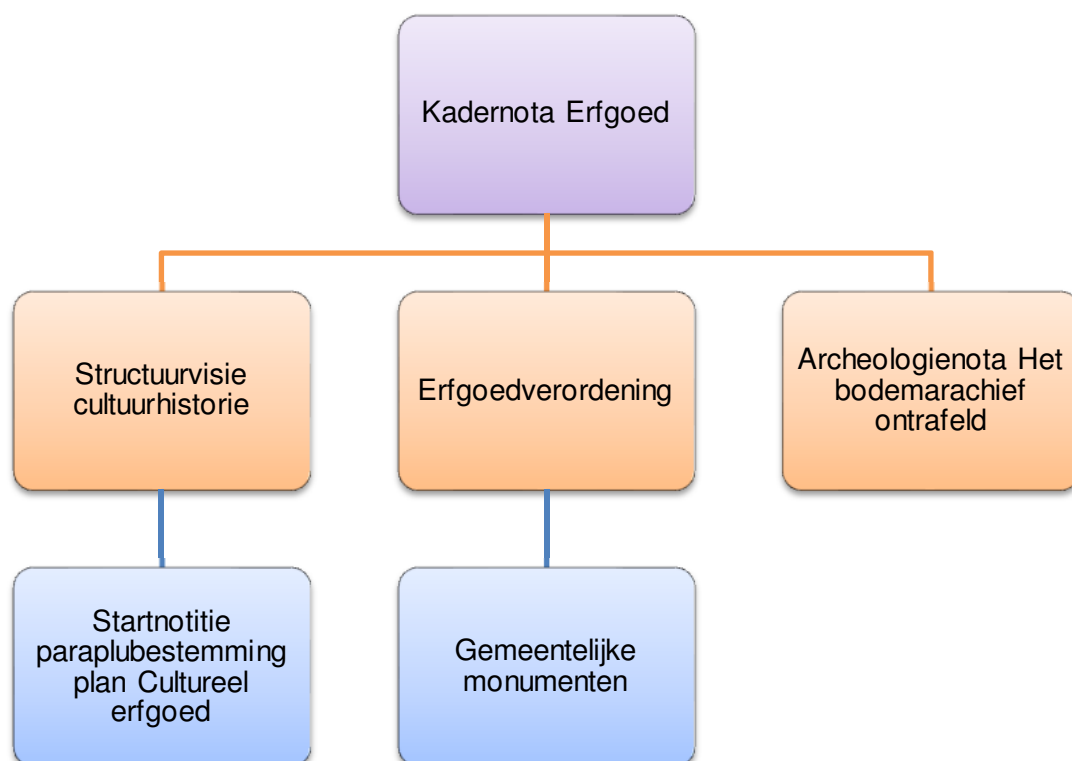 Kadernota Erfgoed
Structuurvisie
cultuurhistorie
Erfgoedverordening
Archeologienota Het
bodemarachief
ontrafeld
Startnotitie
paraplubestemming
plan Cultureel
erfgoed
Gemeentelijke
monumenten